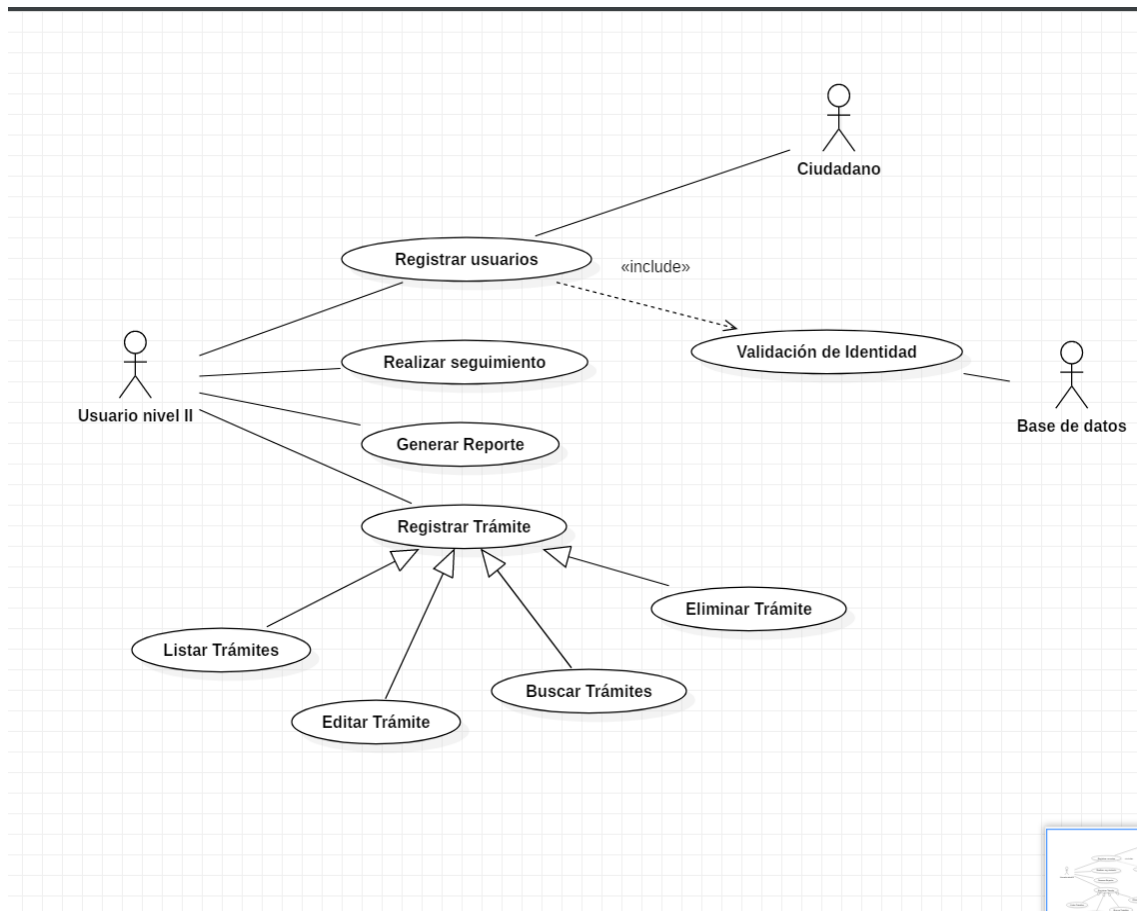 Ciudadano
Registrar usuarios
«include»
Validación de Identidad
Realizar seguimiento
Usuario nivel II
Base de datos
Generar Reporte
Registrar Trámite
Eliminar Trámite
Listar Trámites
Buscar Trámites
Editar Trámite